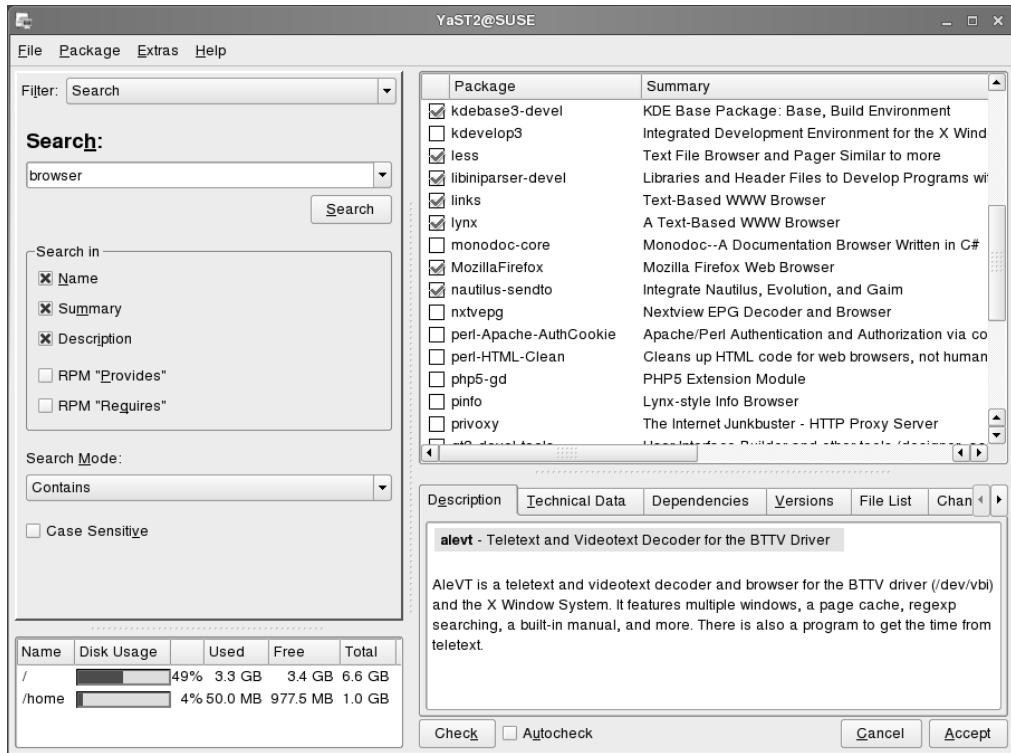 YaST2@SUSE
File Package Extras Help
Filter: Search
Search:
browser
Search
Search in
Name
Summary
Description
RPM "Provides"
RPM "Requires"
Search Mode:
Contains
Case Sensitive
Name Disk Usage Used Free Total
/ 49% 3.3 GB 3.4 GB 6.6 GB
/home 4% 50.0 MB 977.5 MB 1.0 GB
Package Summary
kdebase3-devel KDE Base Package: Base, Build Environment
kdevelop3 Integrated Development Environment for the X Wind
less Text File Browser and Pager Similar to more
libiniparser-devel Libraries and Header Files to Develop Programs wi
links Text-Based WWW Browser
lynx A Text-Based WWW Browser
monodoc-core Monodoc--A Documentation Browser Written in C#
MozillaFirefox Mozilla Firefox Web Browser
nautilus-sendto Integrate Nautilus, Evolution, and Gaim
nxtvepg Nextview EPG Decoder and Browser
perl-Apache-AuthCookie Apache/Perl Authentication and Authorization via co
perl-HTML-Clean Cleans up HTML code for web browsers, not human
php5-gd PHP5 Extension Module
pinfo Lynx-style Info Browser
privoxy The Internet Junkbuster - HTTP Proxy Server
Description Technical Data Dependencies Versions File List Chan
alevt - Teletext and Videotext Decoder for the BTTV Driver
AleVT is a teletext and videotext decoder and browser for the BTTV driver (/dev/vbi)
and the X Window System. It features multiple windows, a page cache, regexp
searching, a built-in manual, and more. There is also a program to get the time from
teletext.
Check Autocheck Cancel Accept